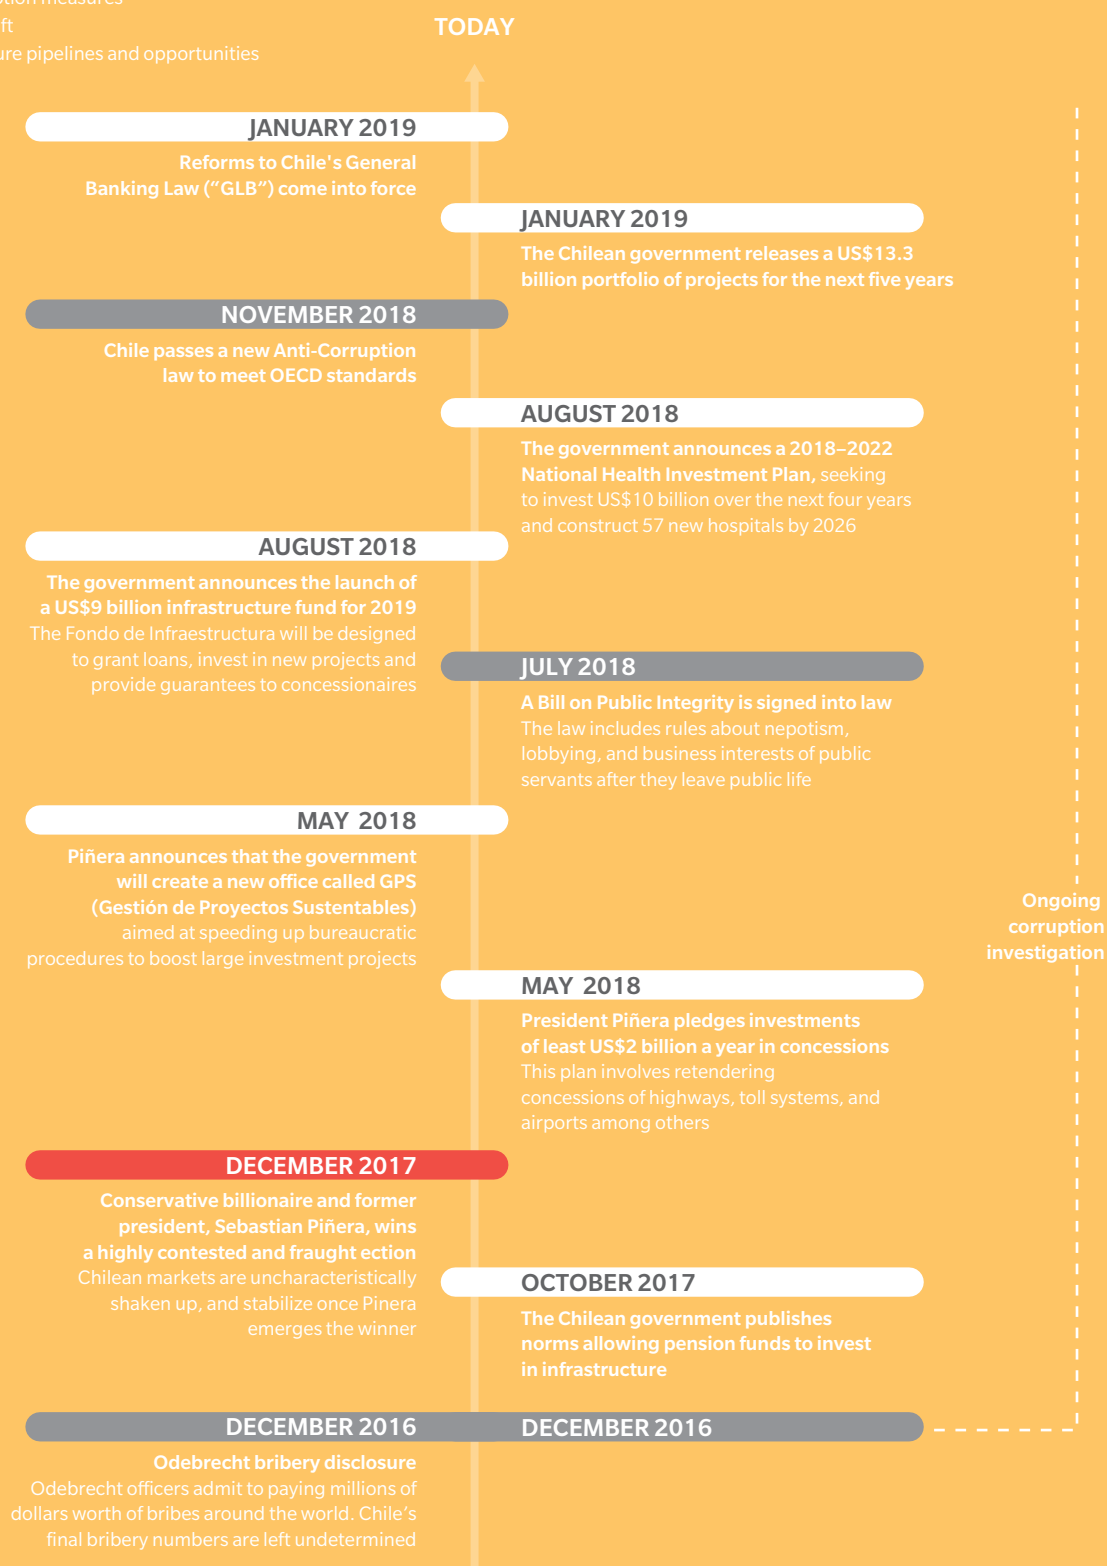 measures
pipelines and opportunities
TODAY
JANUARY 2019
Reforms to Chile's General
Banking Law (“GLB“) come into force
JANUARY 2019
The Chilean government releases a US$13.3
billion portfolio of projects for the next five years
NOVEMBER 2018
Chile passes a new Anti-Corruption
law to meet OECD standards
AUGUST 2018
The government announces a 2018–2022
National Health Investment Plan, seeking
to invest US$10 billion over the next four years
and construct 57 new hospitals by 2026
AUGUST 2018
The government announces the launch of
a US$9 billion infrastructure fund for 2019
The Fondo de Infraestructura will be designed
to grant loans, invest in new projects and
provide guarantees to concessionaires
JULY 2018
A Bill on Public Integrity is signed into law
The law includes rules about nepotism,
lobbying, and business interests of public
servants after they leave public life
MAY 2018
Piñera announces that the government
will create a new office called GPS
(Gestión de Proyectos Sustentables)
aimed at speeding up bureaucratic
procedures to boost large investment projects
Ongoing
corruption
investigation
MAY 2018
President Piñera pledges investments
of least US$2 billion a year in concessions
This plan involves retendering
concessions of highways, toll systems, and
airports among others
DECEMBER 2017
Conservative billionaire and former
president, Sebastian Piñera, wins
a highly contested and fraught ection
Chilean markets are uncharacteristically
shaken up, and stabilize once Pinera
emerges the winner
OCTOBER 2017
The Chilean government publishes
norms allowing pension funds to invest
in infrastructure
DECEMBER 2016
DECEMBER 2016
Odebrecht bribery disclosure
Odebrecht officers admit to paying millions of
dollars worth of bribes around the world. Chile’s
final bribery numbers are left undetermined